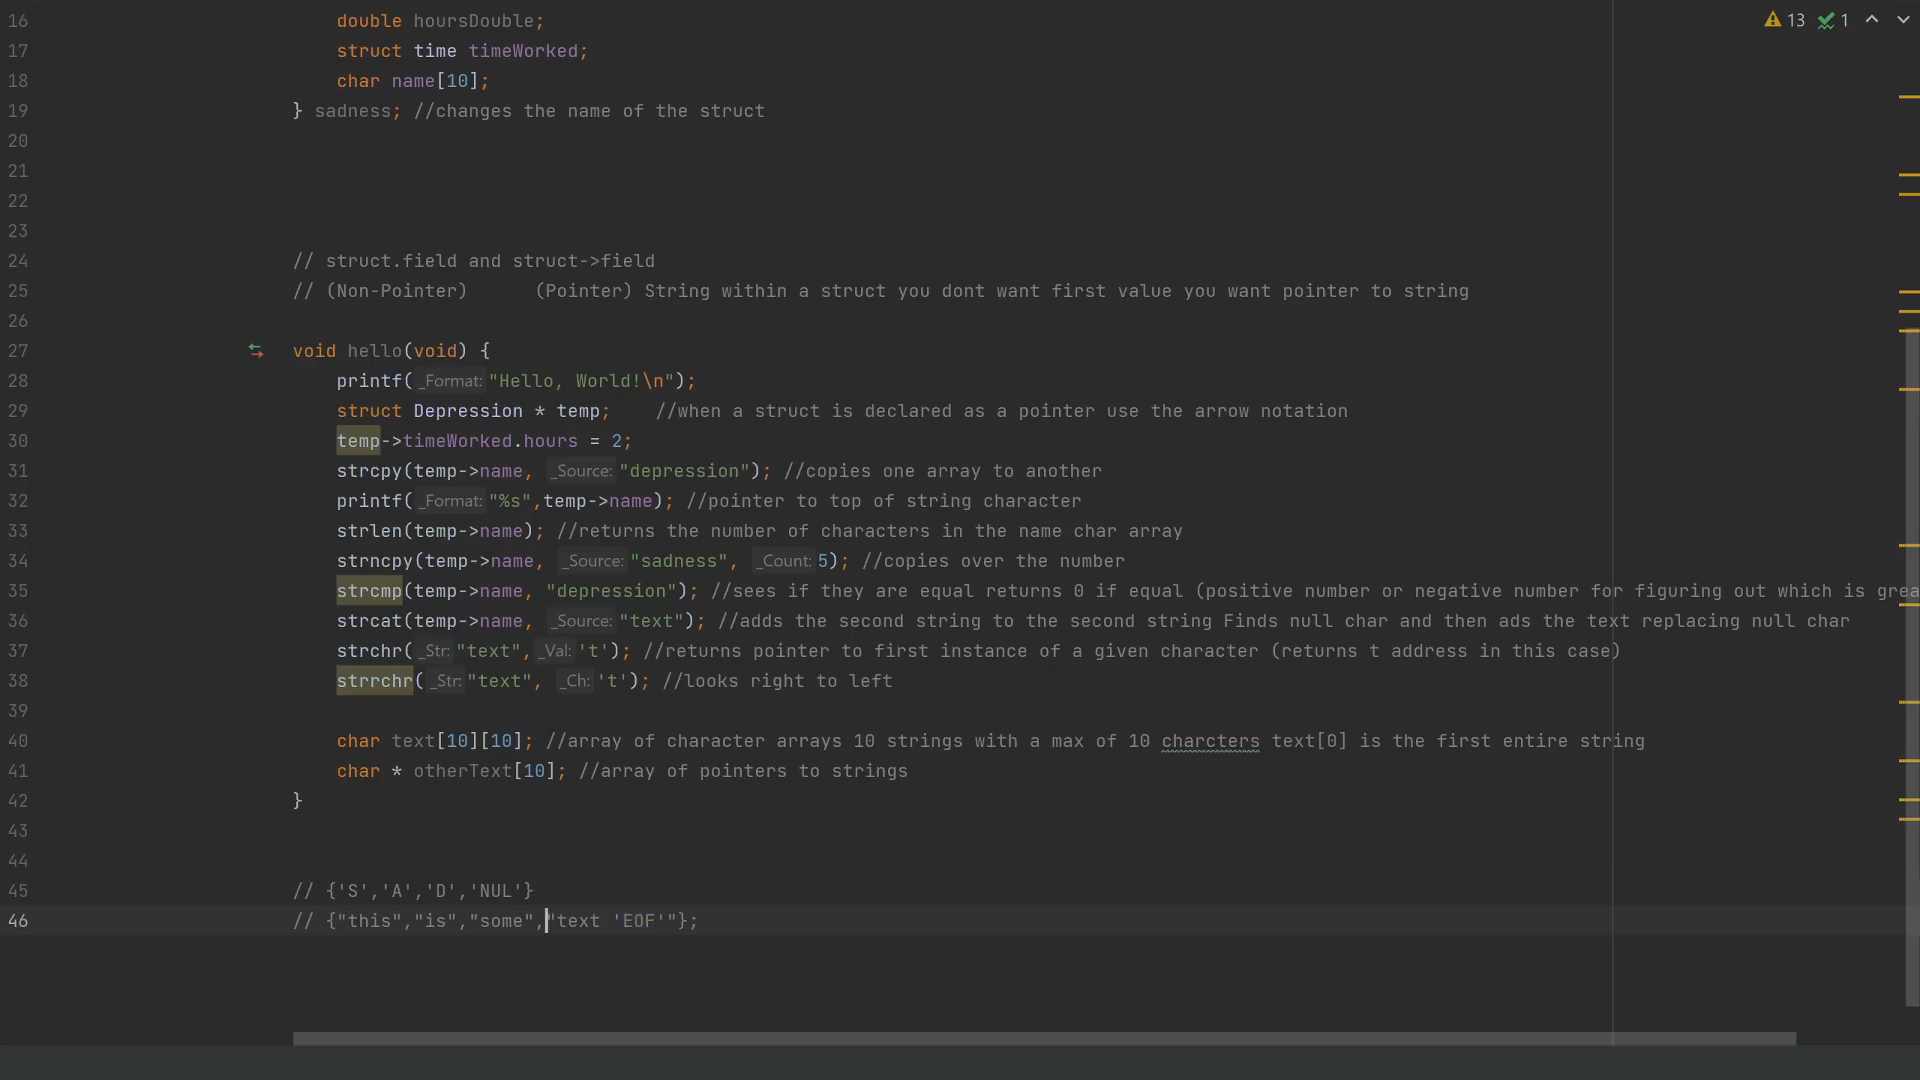 16 double hoursDouble;
17 struct time timeWorked;
18 char name[10];
19 } sadness; //changes the name of the struct
20
21
22
23
24 // struct.field and struct->field
25 // (Non-Pointer) (Pointer) String within a struct you dont want first value you want pointer to string
26
27 void hello(void) {
28 printf( _Format: "Hello, World!\n");
29 struct Depression * temp; //when a struct is declared as a pointer use the arrow notation
30 temp->timeWorked.hours = 2;
31 strcpy(temp->name, _Source: "depression"); //copies one array to another
32 printf( _Format: "%s",temp->name); //pointer to top of string character
33 strlen(temp->name); //returns the number of characters in the name char array
34 strncpy(temp->name, _Source: "sadness", _Count: 5); //copies over the number
35 strcmp(temp->name, "depression"); //sees if they are equal returns 0 if equal (positive number or negative number for figuring out which is grea
36 strcat(temp->name, _Source: "text"); //adds the second string to the second string Finds null char and then ads the text replacing null char
37 strchr( _Str: "text", _Val: 't'); //returns pointer to first instance of a given character (returns t address in this case)
38 strrchr( _Str: "text", _Ch: 't'); //looks right to left
39
40 char text[10][10]; //array of character arrays 10 strings with a max of 10 charcters text[0] is the first entire string
41 char * otherText[10]; //array of pointers to strings
42 }
43
44
45 // {'S','A','D','NUL'}
46 // {"this","is","some","text 'EOF'"};
13 1